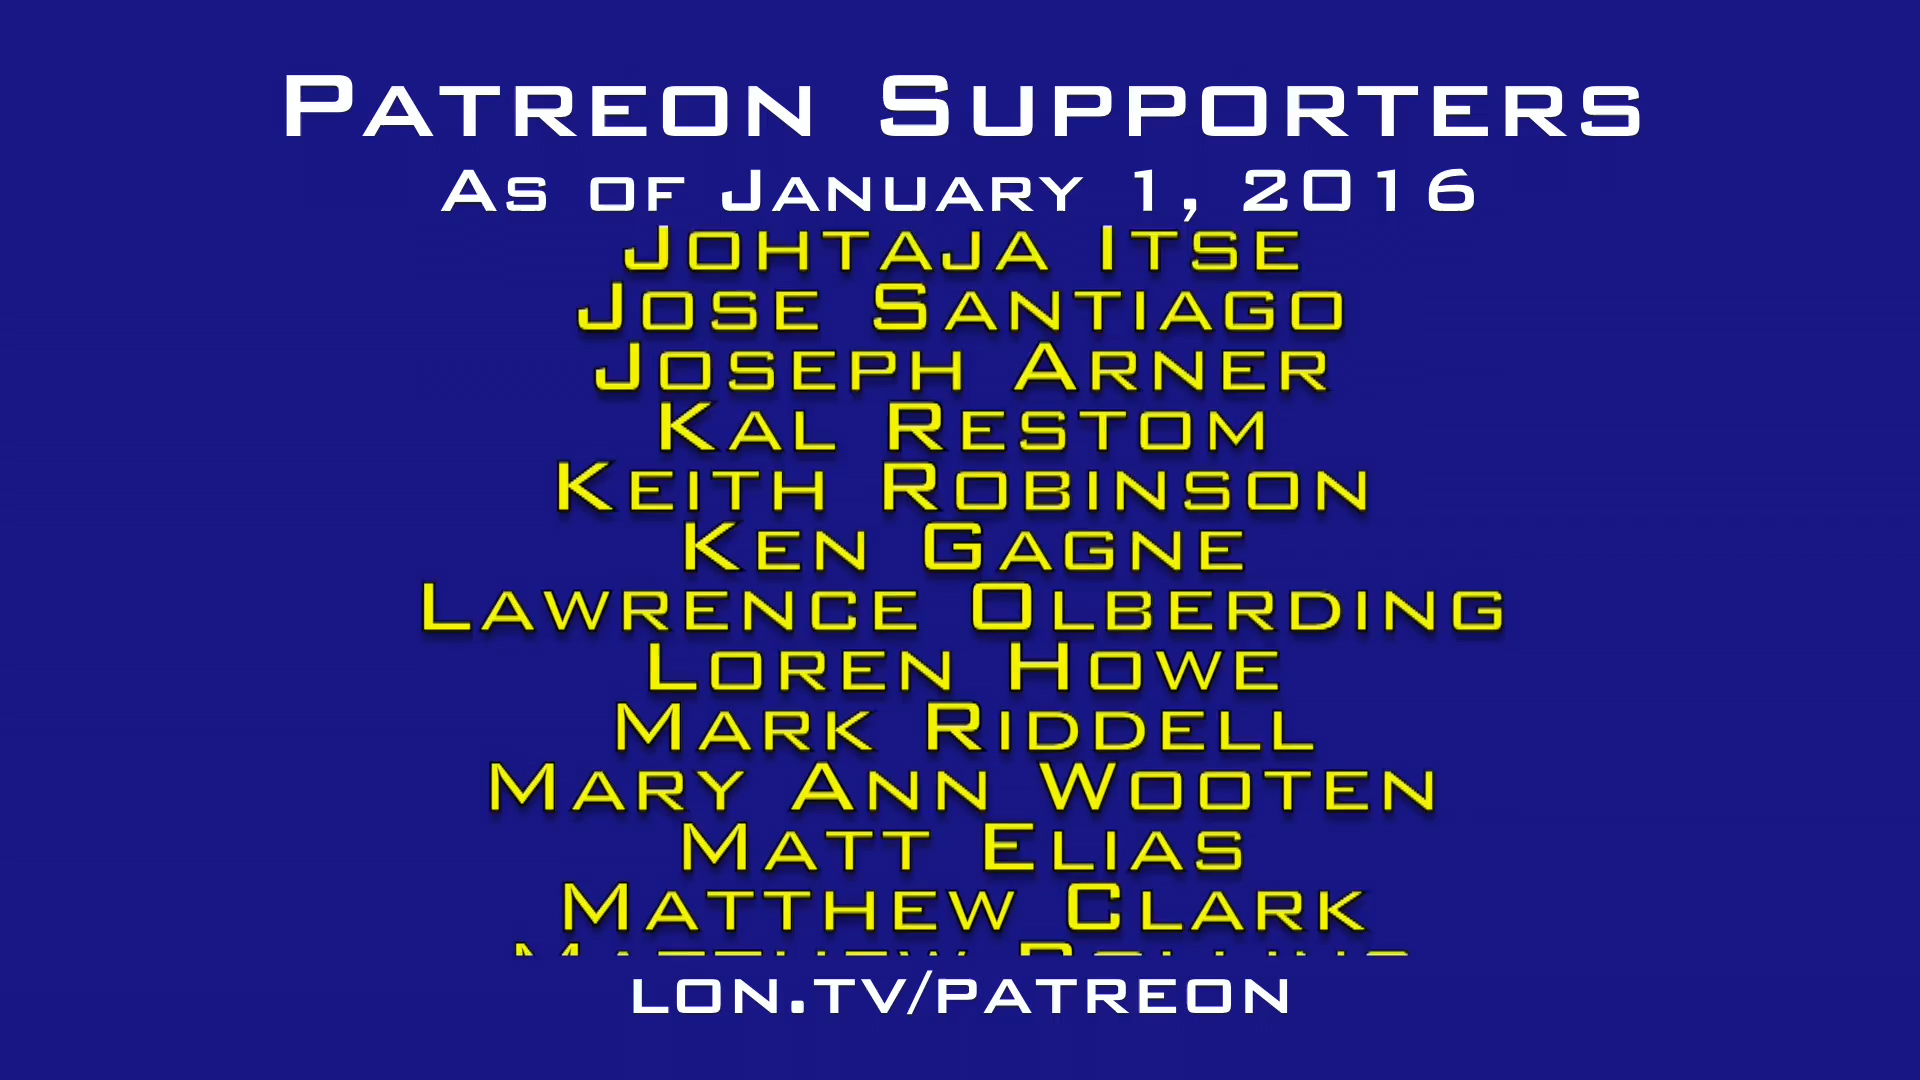 Patreon Supporters
As of January 1, 2016
Johtaja Itse
Jose Santiago
Joseph Arner
Kal Restom
Keith Robinson
Ken Gagne
Lawrence Olberding
Loren Howe
Mark Riddell
Mary Ann Wooten
Matt Elias
Matthew Clark
Matthew
lon.tv/patreon